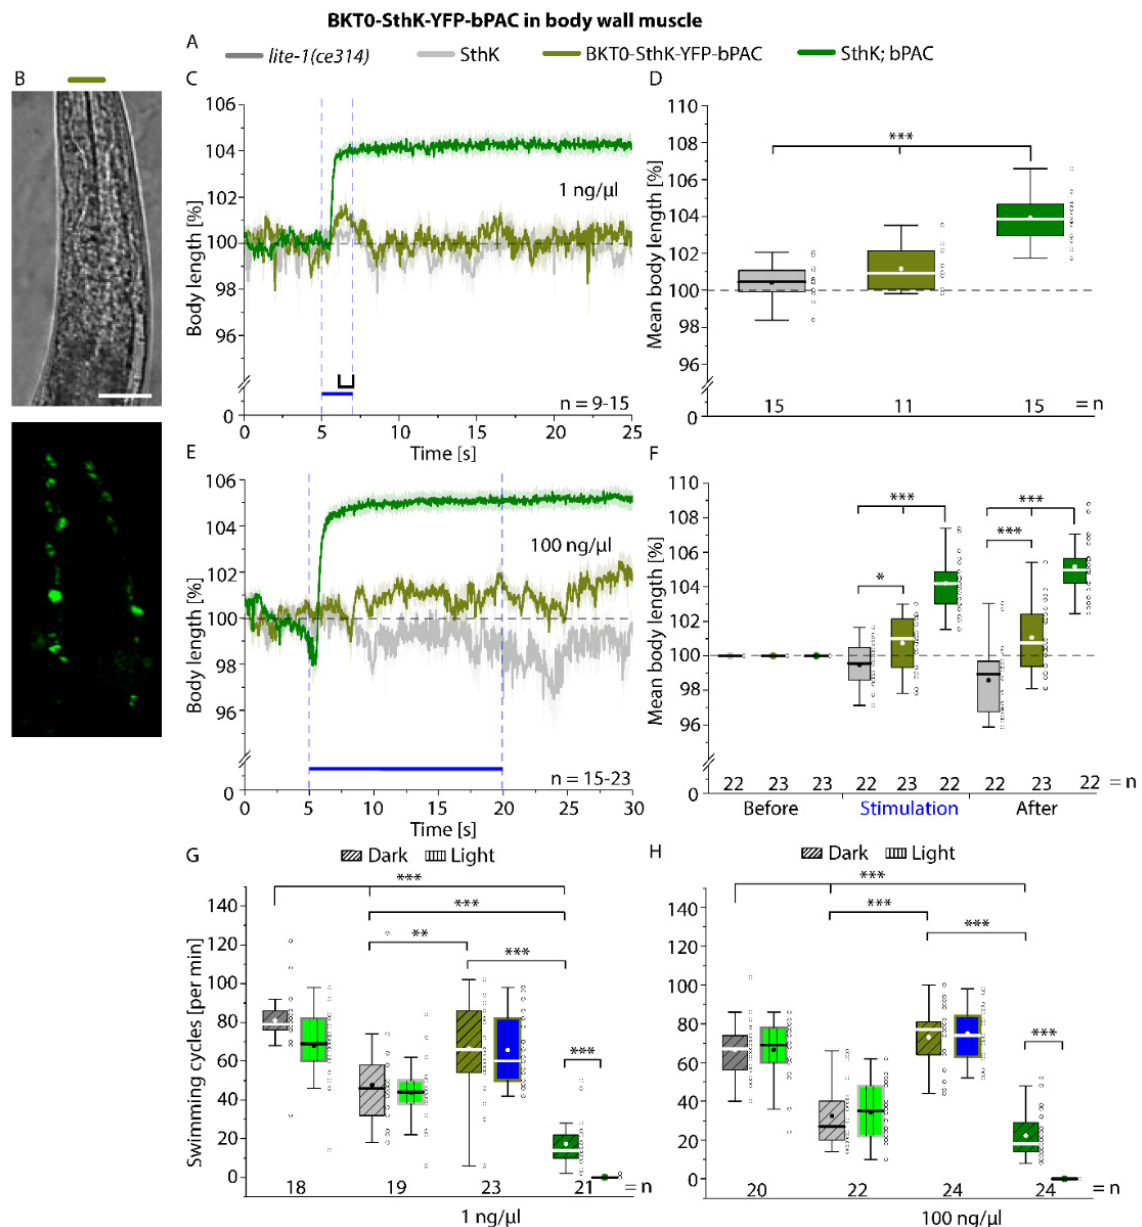 BKT0-SthK-YFP-bPAC in body wall muscle
A
lite-1(ce314)
SthK
BKT0-SthK-YFP-bPAC
SthK; bPAC
B
C
Body length [%]
106
104
102
100
98
96
0
1 ng/µl
n = 9-15
0 5 10 15 20 25
Time [s]
D
Mean body length [%]
110
108
106
104
102
100
98
96
0
***
15 11 15 = n
E
Body length [%]
106
104
102
100
98
96
0
100 ng/µl
n = 15-23
0 5 10 15 20 25 30
Time [s]
F
Mean body length [%]
110
108
106
104
102
100
98
96
0
***
*
***
***
22 23 23 22 23 22 22 23 22 = n
Before Stimulation After
G
Dark Light
Swimming cycles [per min]
140
120
100
80
60
40
20
0
***
***
**
***
***
18 19 23 21 = n
1 ng/µl
H
Dark Light
140
120
100
80
60
40
20
0
***
***
***
***
20 22 24 24 = n
100 ng/µl